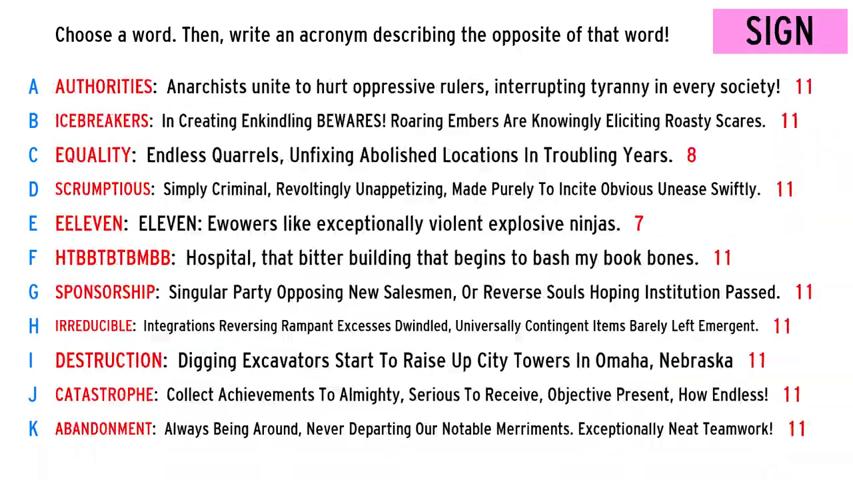 Choose a word. Then, write an acronym describing the opposite of that word! SIGN
A AUTHORITIES: Anarchists unite to hurt oppressive rulers, interrupting tyranny in every society! 11
B ICEBREAKERS: In Creating Enkindling BEWARES! Roaring Embers Are Knowingly Eliciting Roasty Scares. 11
C EQUALITY: Endless Quarrels, Unfixing Abolished Locations In Troubling Years. 8
D SCRUMPTIOUS: Simply Criminal, Revoltingly Unappetizing, Made Purely To Incite Obvious Unease Swiftly. 11
E EELEVEN: ELEVEN: Ewowers like exceptionally violent explosive ninjas. 7
F HTBBTBTBMBB: Hospital, that bitter building that begins to bash my book bones. 11
G SPONSORSHIP: Singular Party Opposing New Salesmen, Or Reverse Souls Hoping Institution Passed. 11
H IRREDUCIBLE: Integrations Reversing Rampant Excesses Dwindled, Universally Contingent Items Barely Left Emergent. 11
I DESTRUCTION: Digging Excavators Start To Raise Up City Towers In Omaha, Nebraska 11
J CATASTROPHE: Collect Achievements To Almighty, Serious To Receive, Objective Present, How Endless! 11
K ABANDONMENT: Always Being Around, Never Departing Our Notable Merriments. Exceptionally Neat Teamwork! 11